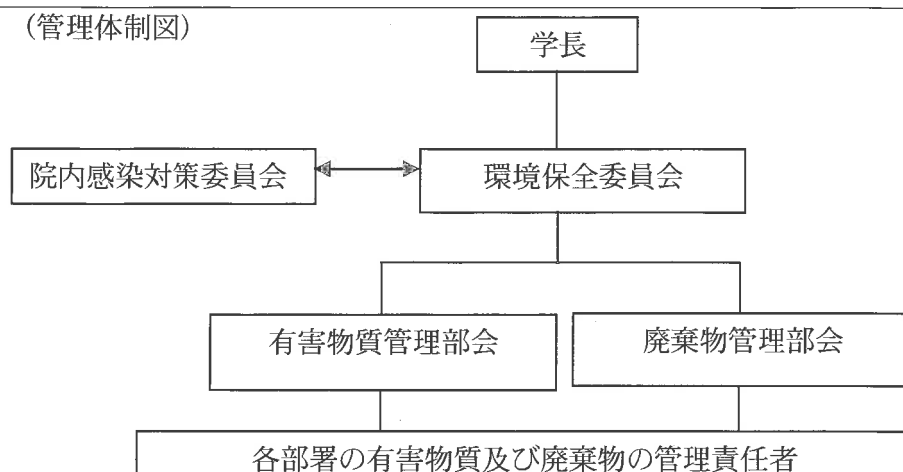 (管理体制図)
学長
院内感染対策委員会
環境保全委員会
有害物質管理部会
廃棄物管理部会
各部署の有害物質及び廃棄物の管理責任者